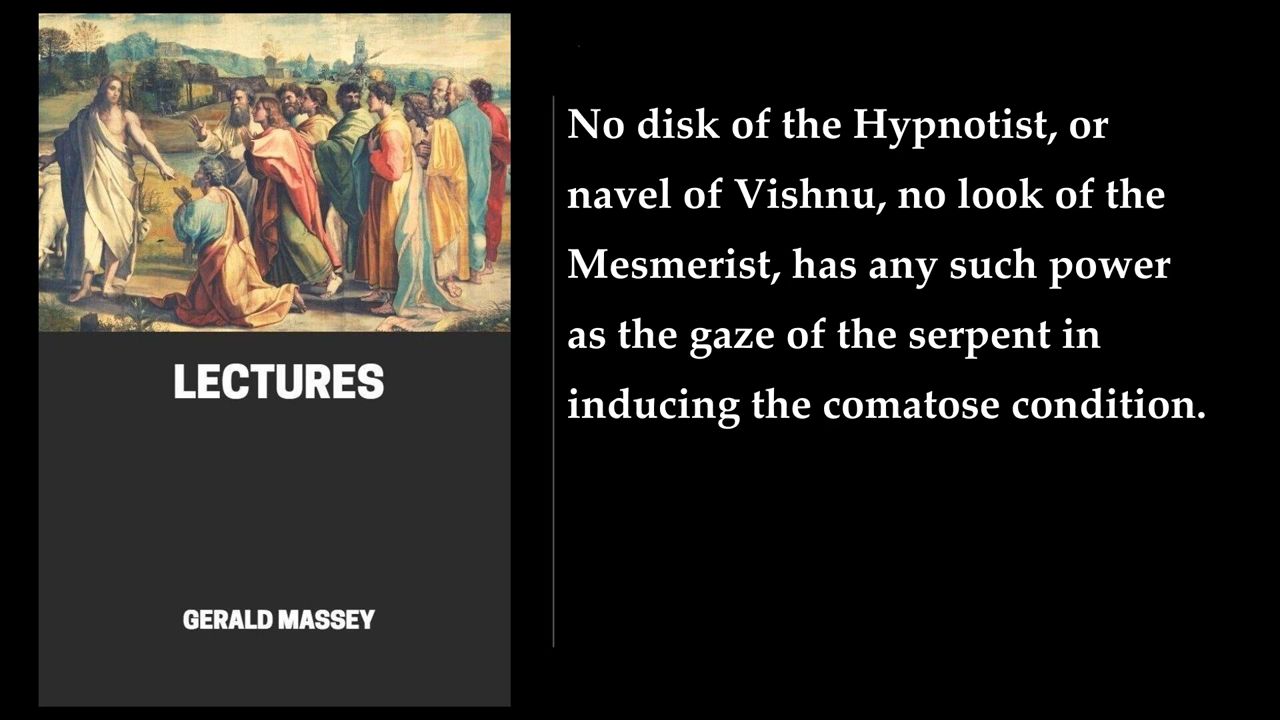 LECTURES
GERALD MASSEY
No disk of the Hypnotist, or
navel of Vishnu, no look of the
Mesmerist, has any such power
as the gaze of the serpent in
inducing the comatose condition.